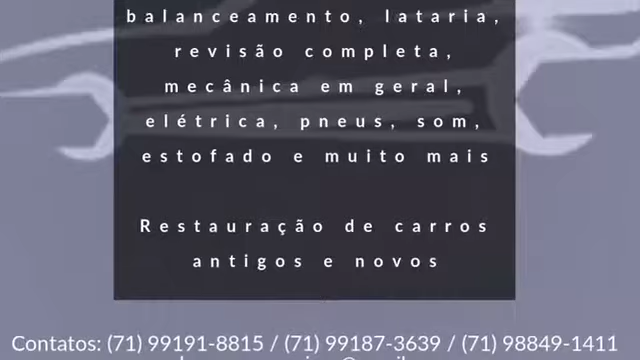 balanceamento, lataria,
revisão completa,
mecânica em geral,
elétrica, pneus, som,
estofado e muito mais
Restauração de carros
antigos e novos
Contatos: (71) 99191-8815 / (71) 99187-3639 / (71) 98849-1411